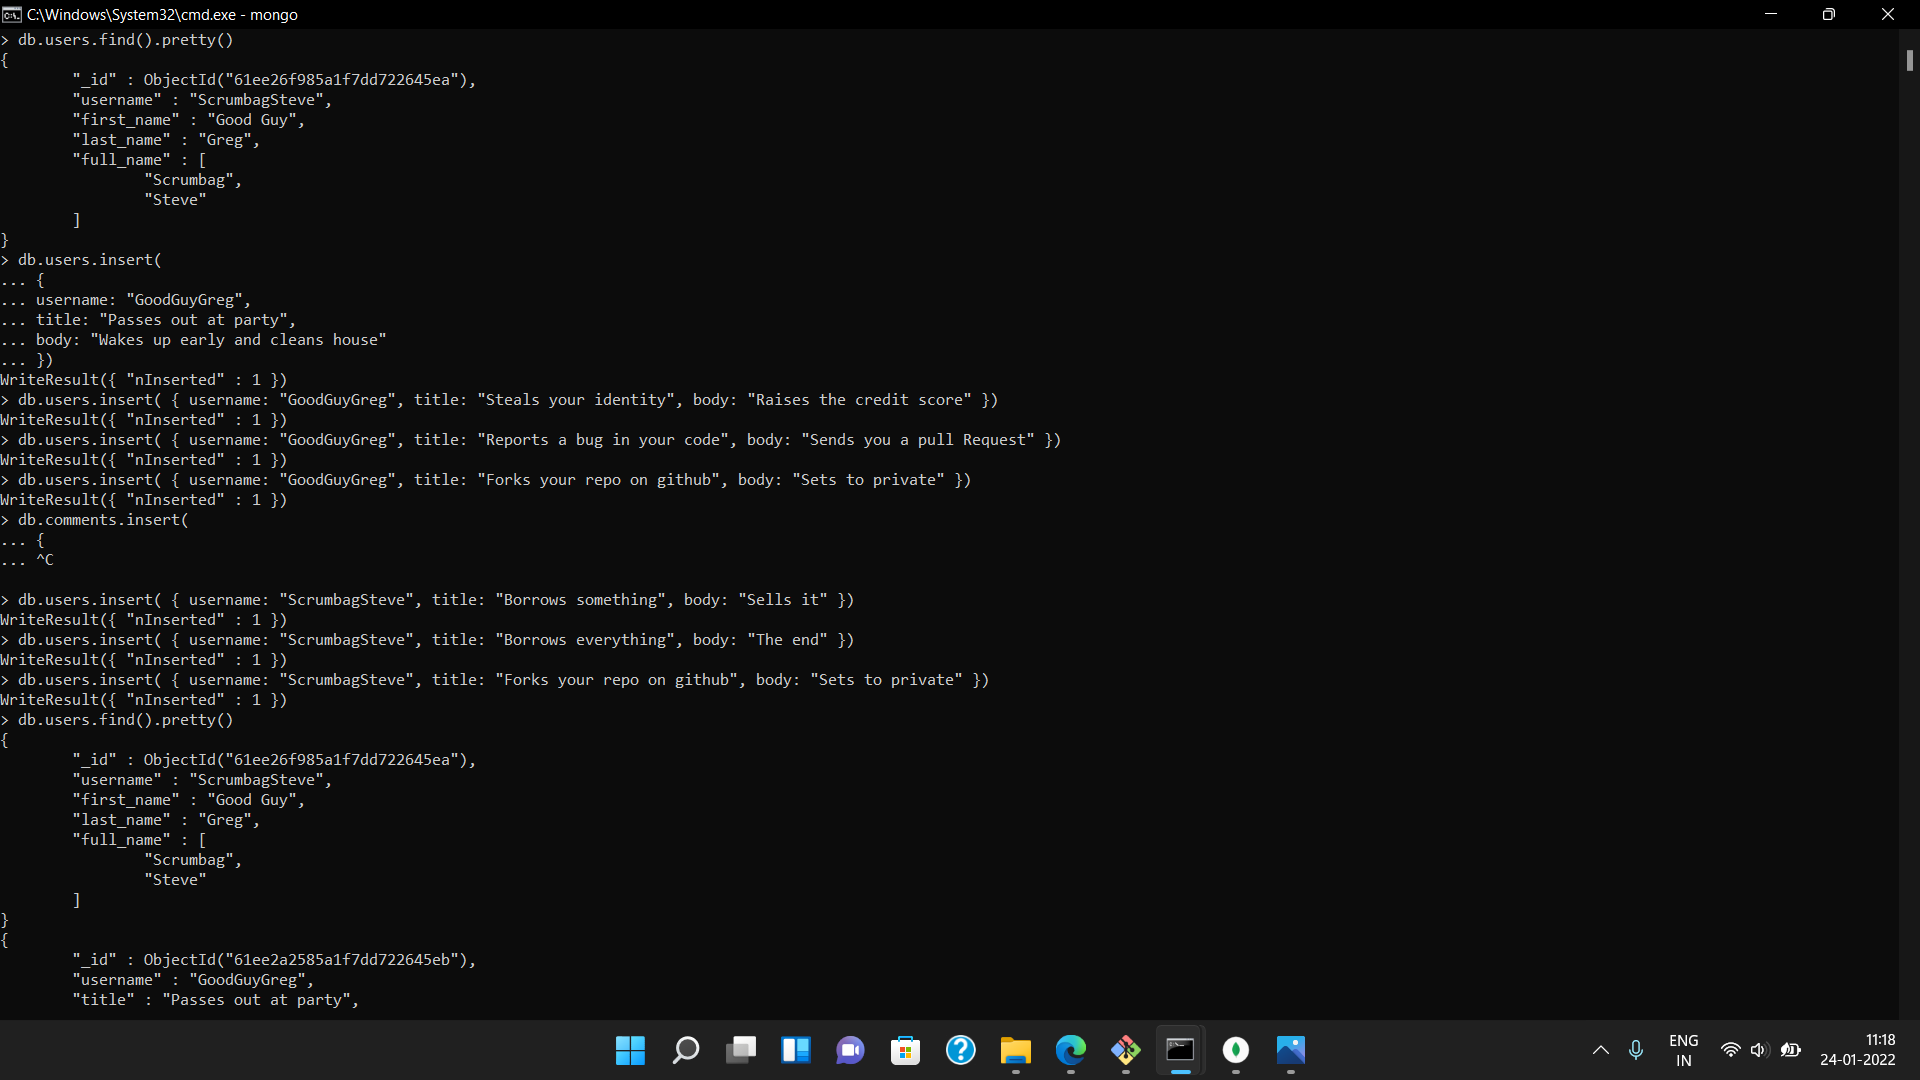 C:\Windows\System32\cmd.exe - mongo
> db.users.find().pretty()
{
"_id" : ObjectId("61ee26f985a1f7dd722645ea"),
"username" : "ScrumbagSteve",
"first_name" : "Good Guy",
"last_name" : "Greg",
"full_name" : [
"Scrumbag",
"Steve"
]
}
> db.users.insert(
... {
... username: "GoodGuyGreg",
... title: "Passes out at party",
... body: "Wakes up early and cleans house"
... })
WriteResult({ "nInserted" : 1 })
> db.users.insert( { username: "GoodGuyGreg", title: "Steals your identity", body: "Raises the credit score" })
WriteResult({ "nInserted" : 1 })
> db.users.insert( { username: "GoodGuyGreg", title: "Reports a bug in your code", body: "Sends you a pull Request" })
WriteResult({ "nInserted" : 1 })
> db.users.insert( { username: "GoodGuyGreg", title: "Forks your repo on github", body: "Sets to private" })
WriteResult({ "nInserted" : 1 })
> db.comments.insert(
... {
... ^C
> db.users.insert( { username: "ScrumbagSteve", title: "Borrows something", body: "Sells it" })
WriteResult({ "nInserted" : 1 })
> db.users.insert( { username: "ScrumbagSteve", title: "Borrows everything", body: "The end" })
WriteResult({ "nInserted" : 1 })
> db.users.insert( { username: "ScrumbagSteve", title: "Forks your repo on github", body: "Sets to private" })
WriteResult({ "nInserted" : 1 })
> db.users.find().pretty()
{
"_id" : ObjectId("61ee26f985a1f7dd722645ea"),
"username" : "ScrumbagSteve",
"first_name" : "Good Guy",
"last_name" : "Greg",
"full_name" : [
"Scrumbag",
"Steve"
]
}
{
"_id" : ObjectId("61ee2a2585a1f7dd722645eb"),
"username" : "GoodGuyGreg",
"title" : "Passes out at party",
ENG
IN
11:18
24-01-2022